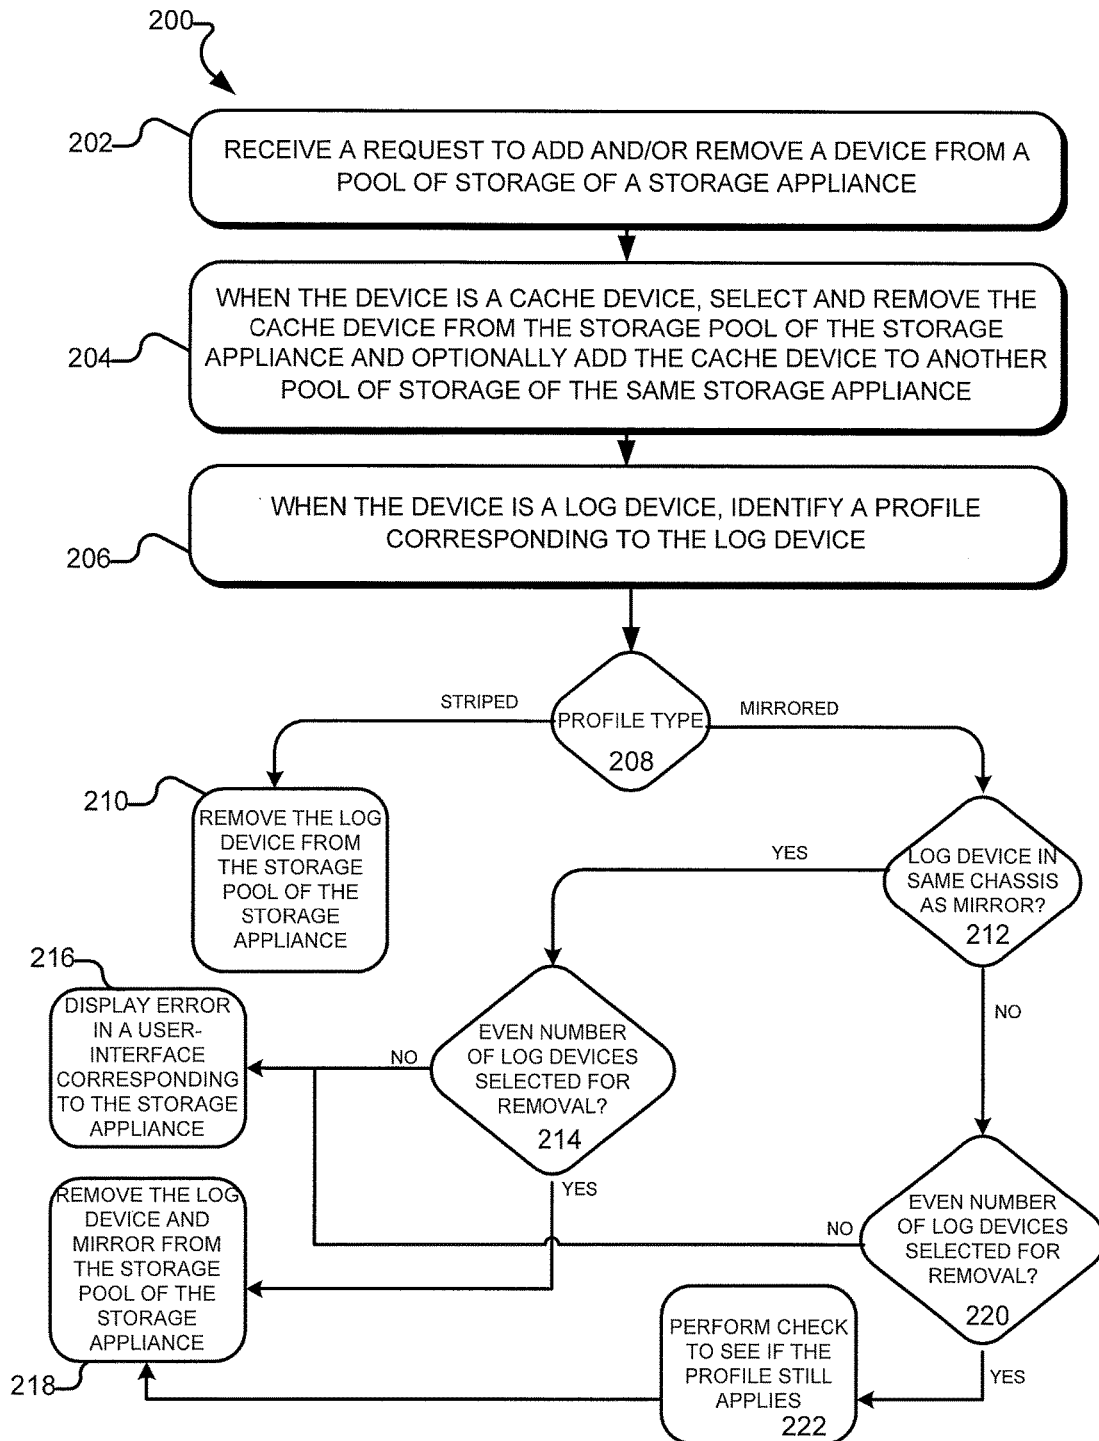 200
202
RECEIVE A REQUEST TO ADD AND/OR REMOVE A DEVICE FROM A
POOL OF STORAGE OF A STORAGE APPLIANCE
204
WHEN THE DEVICE IS A CACHE DEVICE, SELECT AND REMOVE THE
CACHE DEVICE FROM THE STORAGE POOL OF THE STORAGE
APPLIANCE AND OPTIONALLY ADD THE CACHE DEVICE TO ANOTHER
POOL OF STORAGE OF THE SAME STORAGE APPLIANCE
206
WHEN THE DEVICE IS A LOG DEVICE, IDENTIFY A PROFILE
CORRESPONDING TO THE LOG DEVICE
STRIPED
PROFILE TYPE
208
MIRRORED
210
REMOVE THE LOG
DEVICE FROM
THE STORAGE
POOL OF THE
STORAGE
APPLIANCE
YES
LOG DEVICE IN
SAME CHASSIS
AS MIRROR?
212
NO
216
DISPLAY ERROR
IN A USER-
INTERFACE
CORRESPONDING
TO THE STORAGE
APPLIANCE
NO
EVEN NUMBER
OF LOG DEVICES
SELECTED FOR
REMOVAL?
214
YES
218
REMOVE THE LOG
DEVICE AND
MIRROR FROM
THE STORAGE
POOL OF THE
STORAGE
APPLIANCE
NO
EVEN NUMBER
OF LOG DEVICES
SELECTED FOR
REMOVAL?
220
YES
PERFORM CHECK
TO SEE IF THE
PROFILE STILL
APPLIES
222